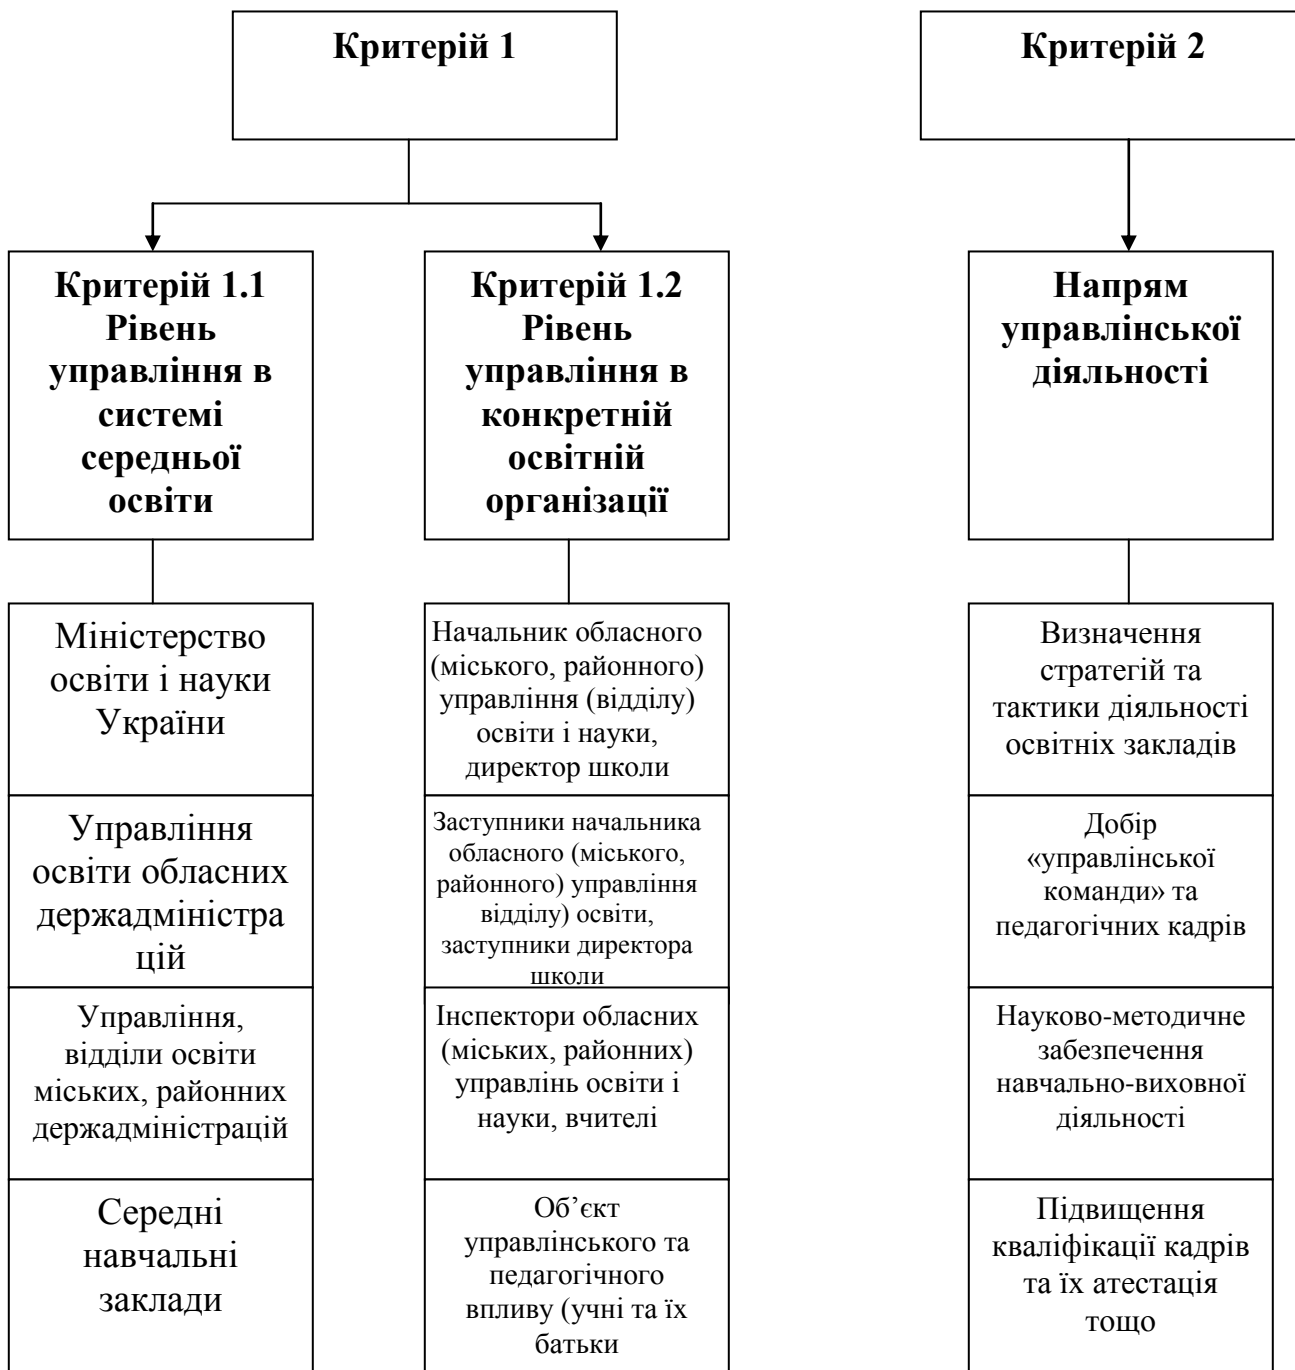 Критерій 1
Критерій 2
Критерій 1.1
Рівень
управління в
системі
середньої
освіти
Критерій 1.2
Рівень
управління в
конкретній
освітній
організації
Напрям
управлінської
діяльності
Міністерство
освіти і науки
України
Начальник обласного
(міського, районного)
управління (відділу)
освіти і науки,
директор школи
Визначення
стратегій та
тактики діяльності
освітніх закладів
Управління
освіти обласних
держадміністра
цій
Заступники начальника
обласного (міського,
районного) управління
відділу) освіти,
заступники директора
школи
Добір
«управлінської
команди» та
педагогічних кадрів
Управління,
відділи освіти
міських, районних
держадміністрацій
Інспектори обласних
(міських, районних)
управлінь освіти і
науки, вчителі
Науково-методичне
забезпечення
навчально-виховної
діяльності
Середні
навчальні
заклади
Об’єкт
управлінського та
педагогічного
впливу (учні та їх
батьки
Підвищення
кваліфікації кадрів
та їх атестація
тощо